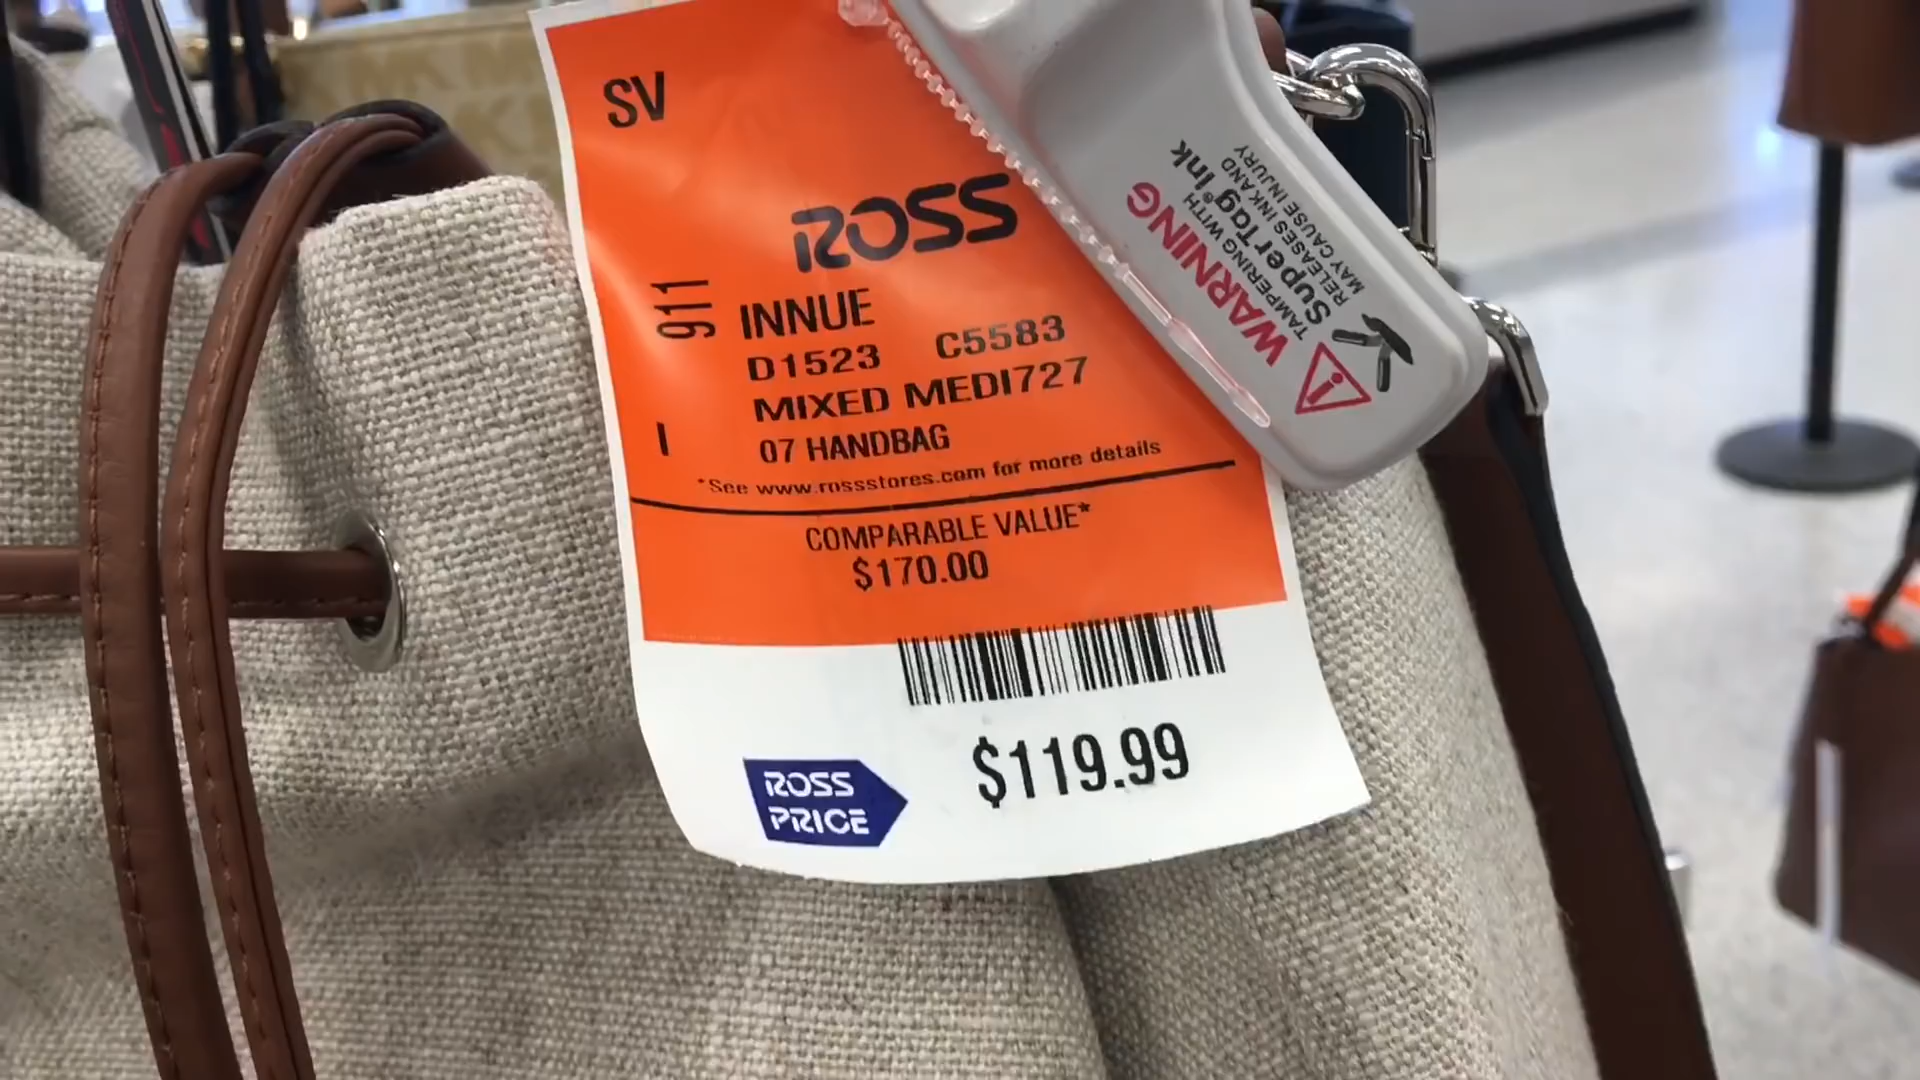 SV
ROSS
911
INNUE
D1523 C5583
MIXED MEDI727
I
07 HANDBAG
*See www.rossstores.com for more details
COMPARABLE VALUE*
$170.00
ROSS
PRICE
$119.99
WARNING
TAMPERING WITH
SuperTag® Ink
RELEASES INK AND
MAY CAUSE INJURY